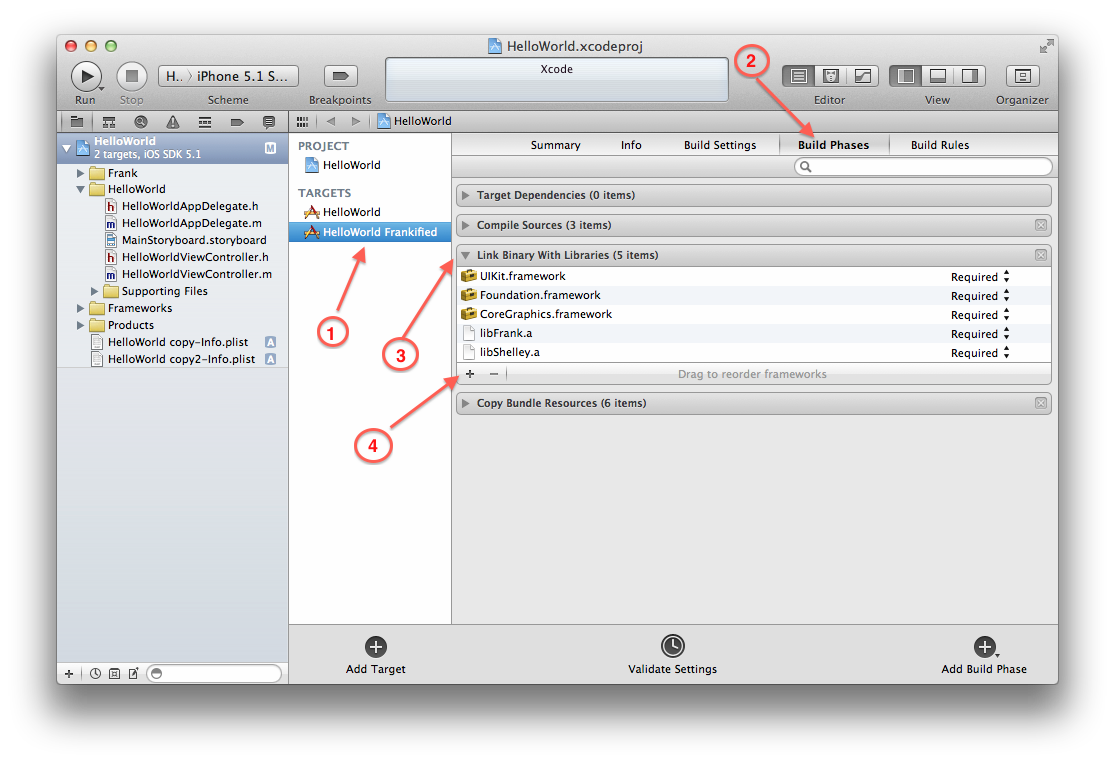 HelloWorld.xcodeproj
2
H.. 〉 iPhone 5.1 S...
Xcode
Run
Stop
Scheme
Breakpoints
Editor
View
Organizer
HelloWorld
2 targets, iOS SDK 5.1
M
Frank
HelloWorld
h HelloWorldAppDelegate.h
m HelloWorldAppDelegate.m
MainStoryboard.storyboard
h HelloWorldViewController.h
m HelloWorldViewController.m
Supporting Files
Frameworks
Products
HelloWorld copy-Info.plist A
HelloWorld copy2-Info.plist A
HelloWorld
PROJECT
HelloWorld
TARGETS
HelloWorld
HelloWorld Frankified
1
Summary Info Build Settings Build Phases Build Rules
Target Dependencies (0 items)
Compile Sources (3 items)
Link Binary With Libraries (5 items)
UIKit.framework Required
Foundation.framework Required
CoreGraphics.framework Required
libFrank.a Required
libShelley.a Required
3
+ − Drag to reorder frameworks
Copy Bundle Resources (6 items)
4
Add Target
Validate Settings
Add Build Phase